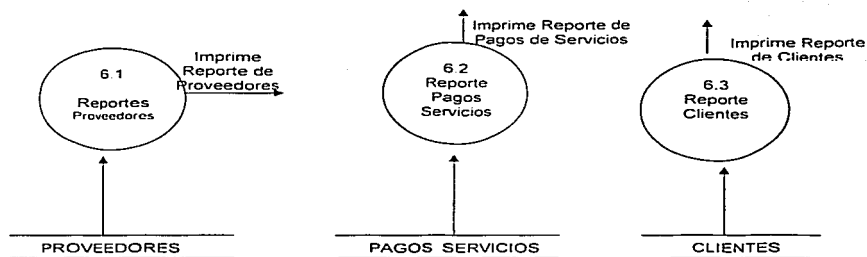 6.1
Reportes
Proveedores
Imprime
Reporte de
Proveedores
PROVEEDORES
Imprime Reporte de
Pagos de Servicios
6.2
Reporte
Pagos
Servicios
PAGOS SERVICIOS
Imprime Reporte
de Clientes
6.3
Reporte
Clientes
CLIENTES